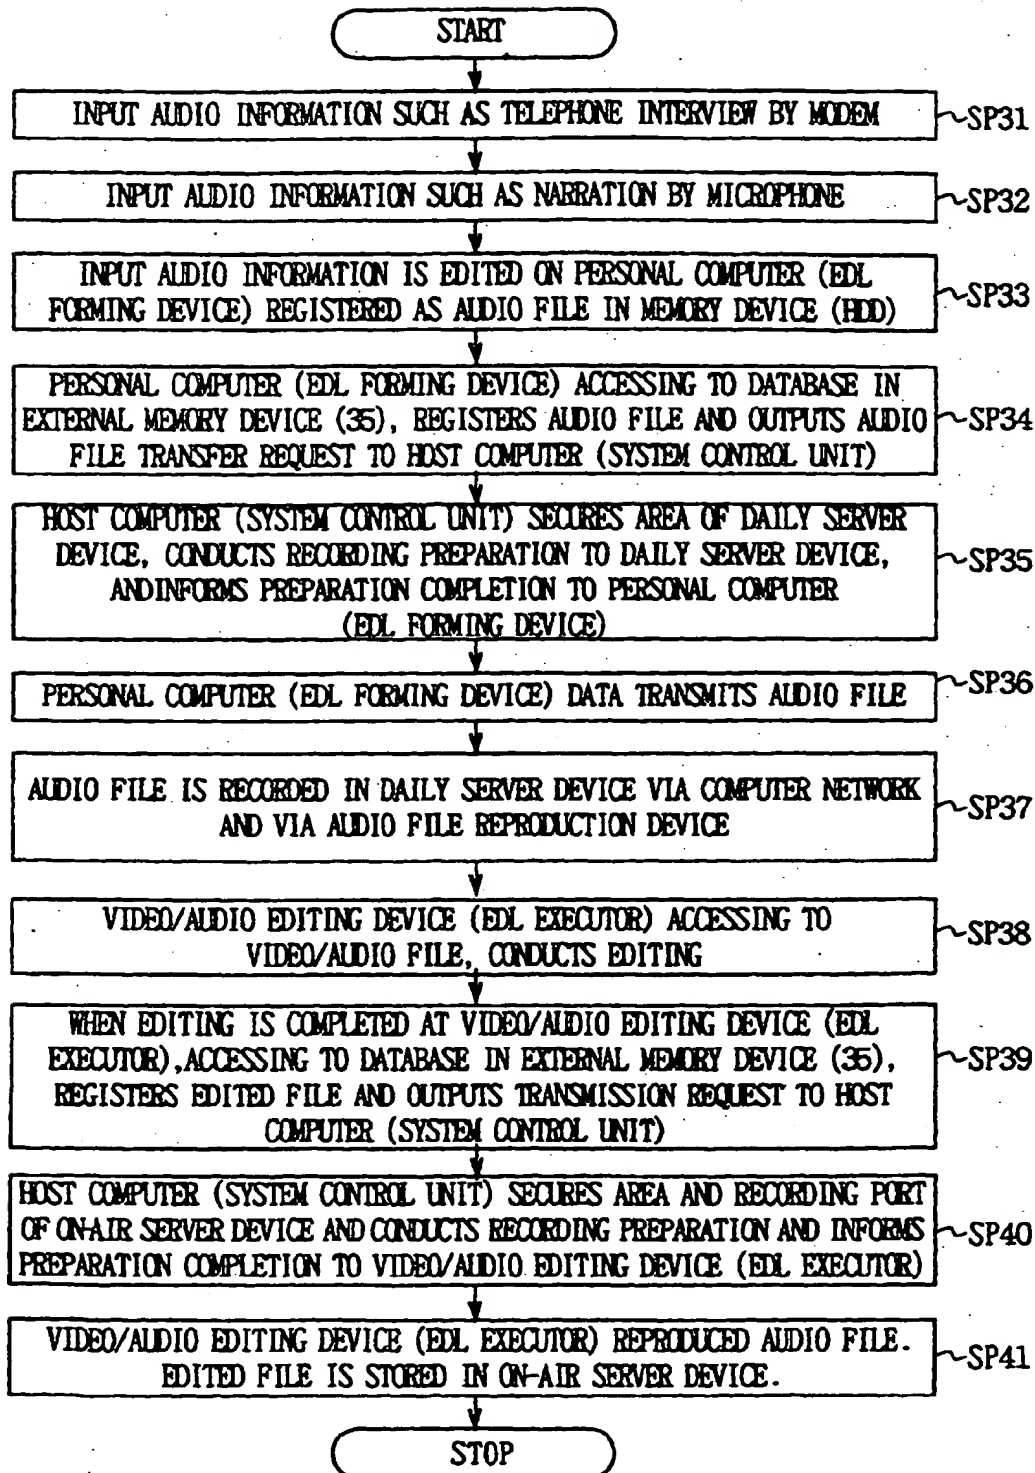 START
INPUT AUDIO INFORMATION SUCH AS TELEPHONE INTERVIEW BY MODEM
SP31
INPUT AUDIO INFORMATION SUCH AS NARRATION BY MICROPHONE
SP32
INPUT AUDIO INFORMATION IS EDITED ON PERSONAL COMPUTER (EDL
FORMING DEVICE) REGISTERED AS AUDIO FILE IN MEMORY DEVICE (HDD)
SP33
PERSONAL COMPUTER (EDL FORMING DEVICE) ACCESSING TO DATABASE IN
EXTERNAL MEMORY DEVICE (35), REGISTERS AUDIO FILE AND OUTPUTS AUDIO
FILE TRANSFER REQUEST TO HOST COMPUTER (SYSTEM CONTROL UNIT)
SP34
HOST COMPUTER (SYSTEM CONTROL UNIT) SECURES AREA OF DAILY SERVER
DEVICE, CONDUCTS RECORDING PREPARATION TO DAILY SERVER DEVICE,
ANDINFORMS PREPARATION COMPLETION TO PERSONAL COMPUTER
(EDL FORMING DEVICE)
SP35
PERSONAL COMPUTER (EDL FORMING DEVICE) DATA TRANSMITS AUDIO FILE
SP36
AUDIO FILE IS RECORDED IN DAILY SERVER DEVICE VIA COMPUTER NETWORK
AND VIA AUDIO FILE REPRODUCTION DEVICE
SP37
VIDEO/AUDIO EDITING DEVICE (EDL EXECUTOR) ACCESSING TO
VIDEO/AUDIO FILE, CONDUCTS EDITING
SP38
WHEN EDITING IS COMPLETED AT VIDEO/AUDIO EDITING DEVICE (EDL
EXECUTOR),ACCESSING TO DATABASE IN EXTERNAL MEMORY DEVICE (35),
REGISTERS EDITED FILE AND OUTPUTS TRANSMISSION REQUEST TO HOST
COMPUTER (SYSTEM CONTROL UNIT)
SP39
HOST COMPUTER (SYSTEM CONTROL UNIT) SECURES AREA AND RECORDING PORT
OF ON-AIR SERVER DEVICE AND CONDUCTS RECORDING PREPARATION AND INFORMS
PREPARATION COMPLETION TO VIDEO/AUDIO EDITING DEVICE (EDL EXECUTOR)
SP40
VIDEO/AUDIO EDITING DEVICE (EDL EXECUTOR) REPRODUCED AUDIO FILE.
EDITED FILE IS STORED IN ON-AIR SERVER DEVICE.
SP41
STOP